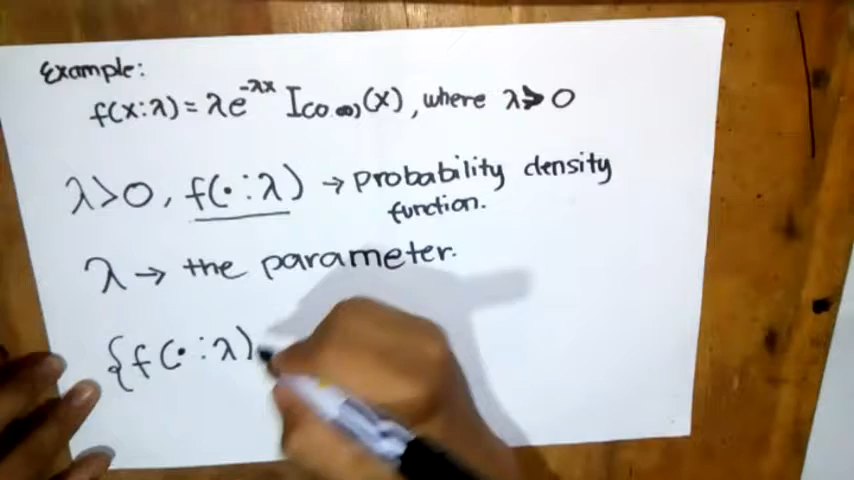 Example:
f(x:λ) = λe^-λx I(0,∞)(x), where λ > 0
λ>0, f(•:λ) → probability density
function.
λ → the parameter.
{f(•:λ)